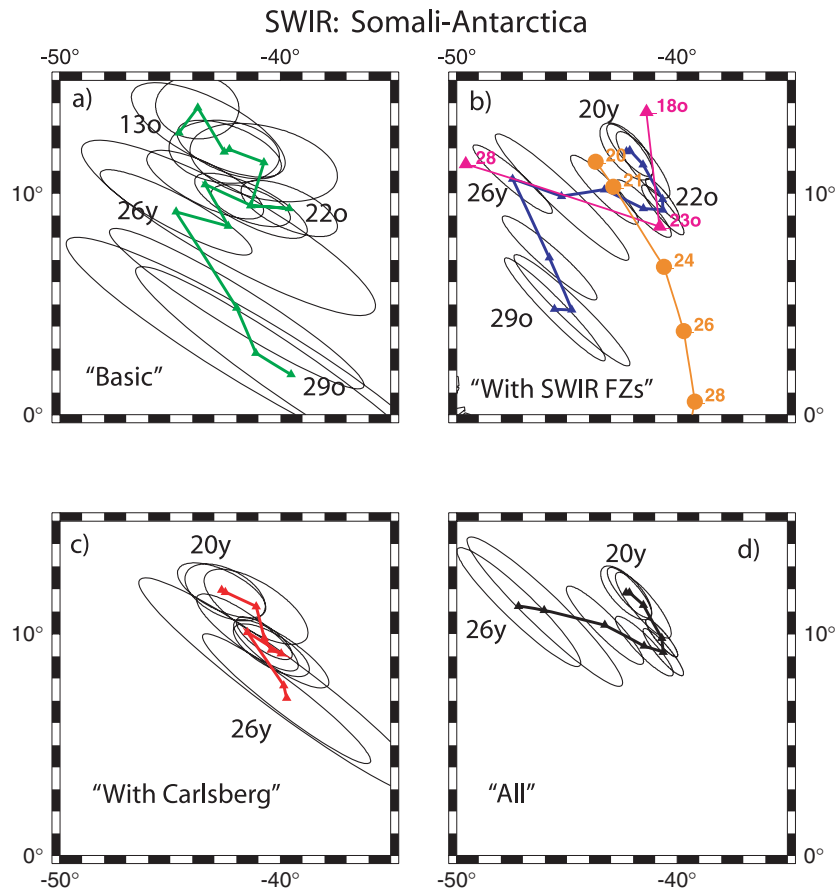 SWIR: Somali-Antarctica
-50° -40° -50° -40°
a) b)
13o 20y 18o
28 20
10° 26y 22o 26y 21 22o 10°
23o
24
29o 26
"Basic" 29o "With SWIR FZs" 28
0° 0°
c) 20y 20y d)
10° 26y 10°
26y
"With Carlsberg" "All"
0° 0°
-50° -40° -50° -40°